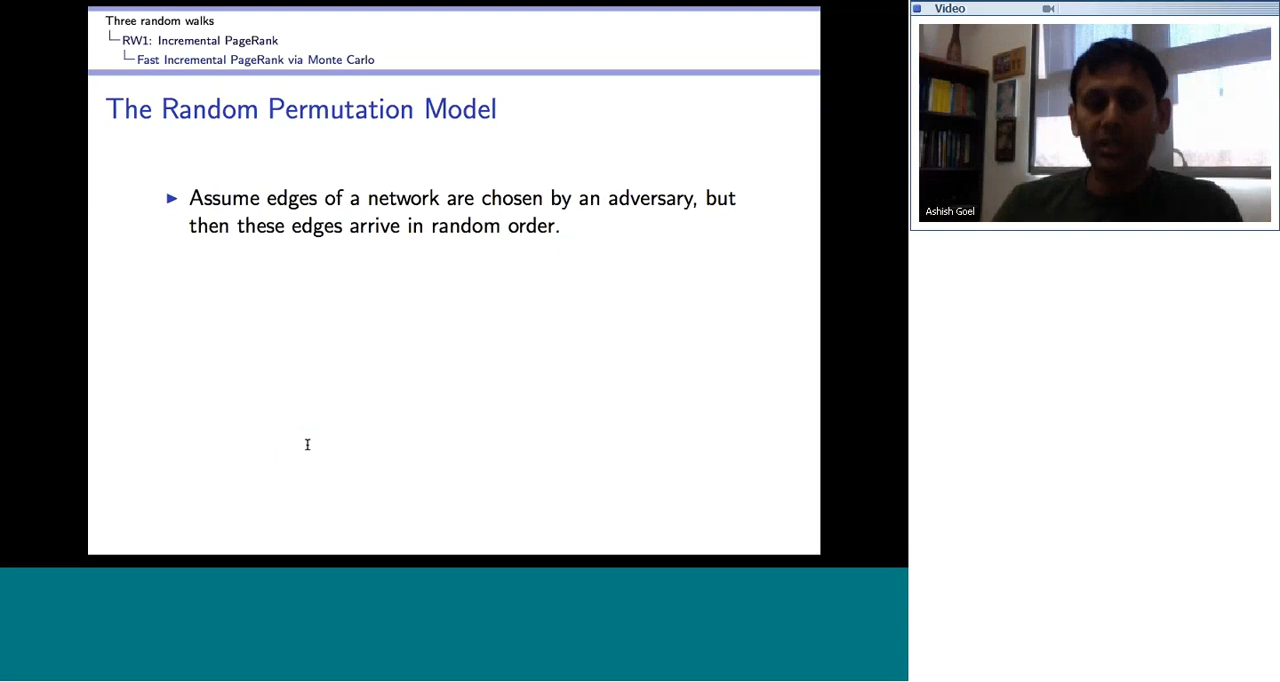 Three random walks
RW1: Incremental PageRank
Fast Incremental PageRank via Monte Carlo
The Random Permutation Model
Assume edges of a network are chosen by an adversary, but
then these edges arrive in random order.
Video
Ashish Goel